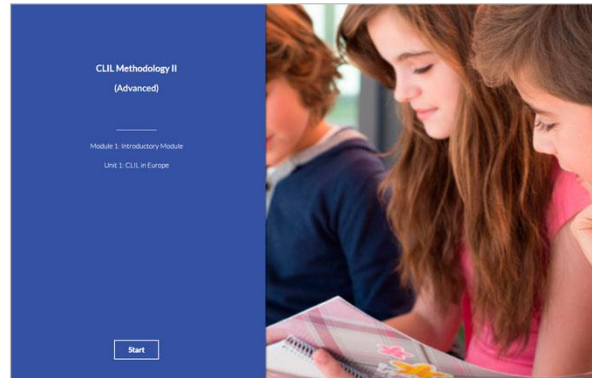 CLIL Methodology II
(Advanced)
Module 1: Introductory Module
Unit 1: CLIL in Europe
Start